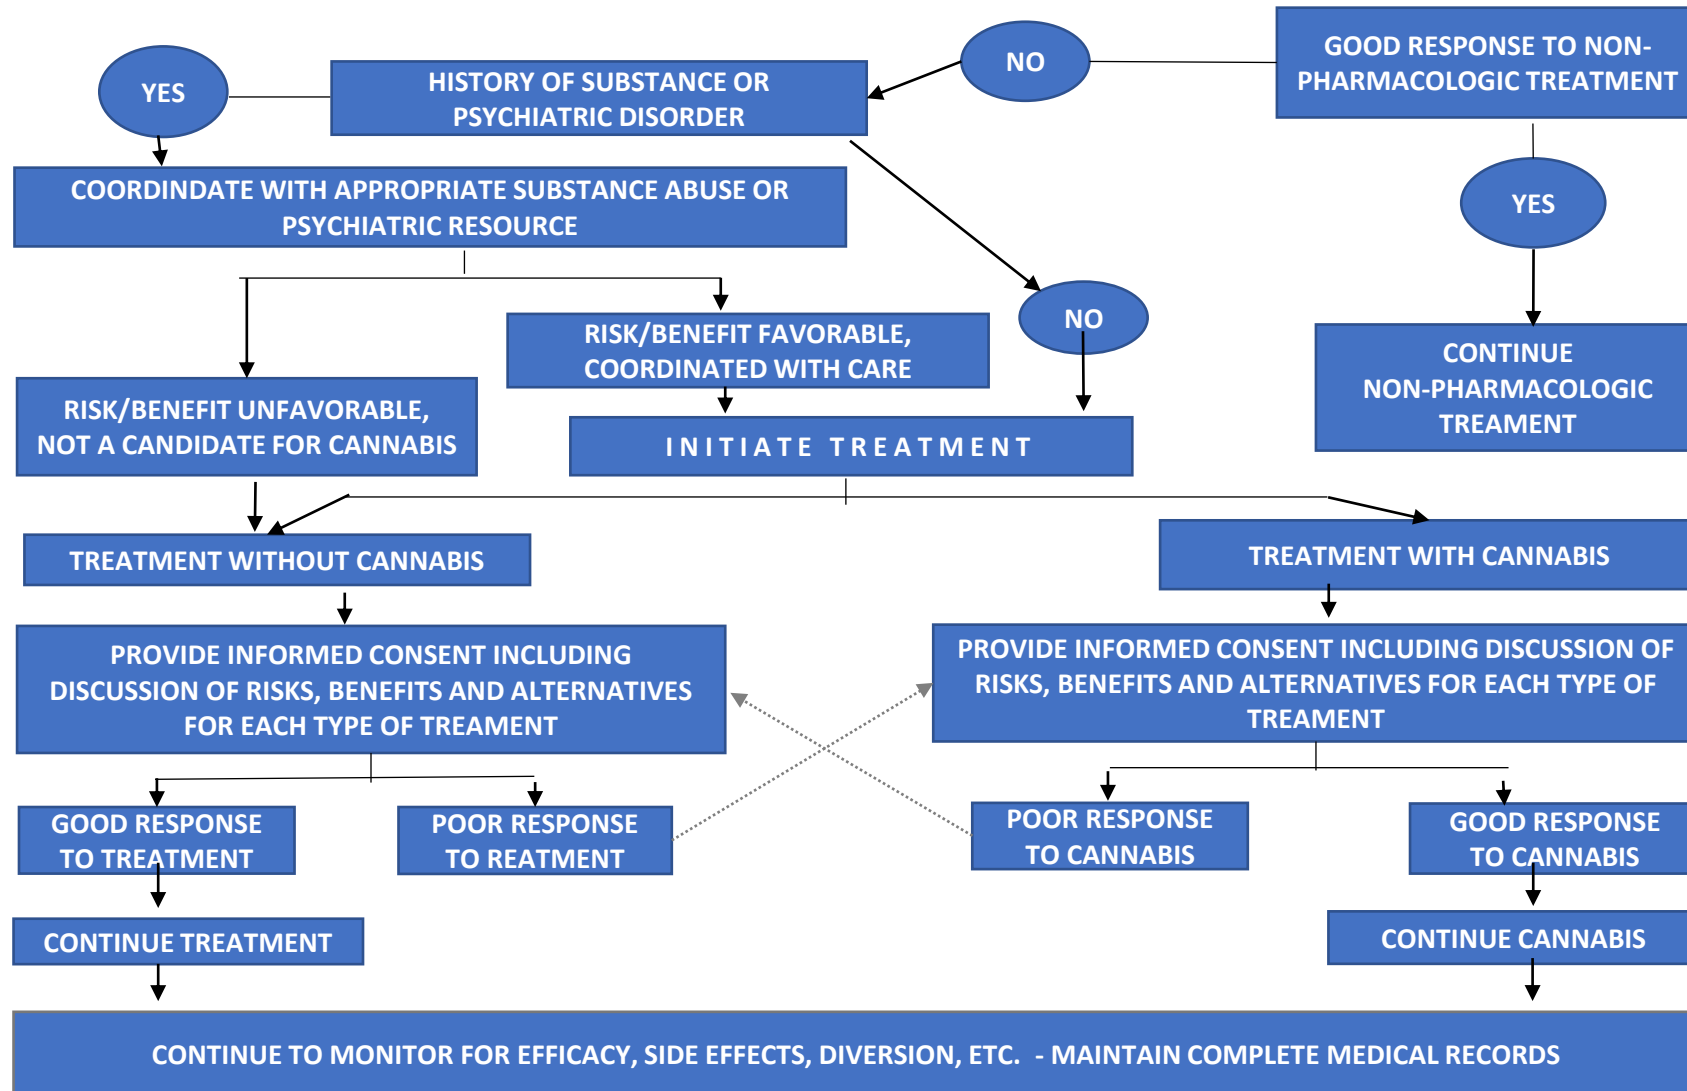 YES
HISTORY OF SUBSTANCE OR
PSYCHIATRIC DISORDER
NO
GOOD RESPONSE TO NON-
PHARMACOLOGIC TREATMENT
COORDINDATE WITH APPROPRIATE SUBSTANCE ABUSE OR
PSYCHIATRIC RESOURCE
YES
RISK/BENEFIT FAVORABLE,
COORDINATED WITH CARE
NO
CONTINUE
NON-PHARMACOLOGIC
TREAMENT
RISK/BENEFIT UNFAVORABLE,
NOT A CANDIDATE FOR CANNABIS
INITIATE TREATMENT
TREATMENT WITHOUT CANNABIS
TREATMENT WITH CANNABIS
PROVIDE INFORMED CONSENT INCLUDING
DISCUSSION OF RISKS, BENEFITS AND ALTERNATIVES
FOR EACH TYPE OF TREAMENT
PROVIDE INFORMED CONSENT INCLUDING DISCUSSION OF
RISKS, BENEFITS AND ALTERNATIVES FOR EACH TYPE OF
TREAMENT
GOOD RESPONSE
TO TREATMENT
POOR RESPONSE
TO REATMENT
POOR RESPONSE
TO CANNABIS
GOOD RESPONSE
TO CANNABIS
CONTINUE TREATMENT
CONTINUE CANNABIS
CONTINUE TO MONITOR FOR EFFICACY, SIDE EFFECTS, DIVERSION, ETC. - MAINTAIN COMPLETE MEDICAL RECORDS